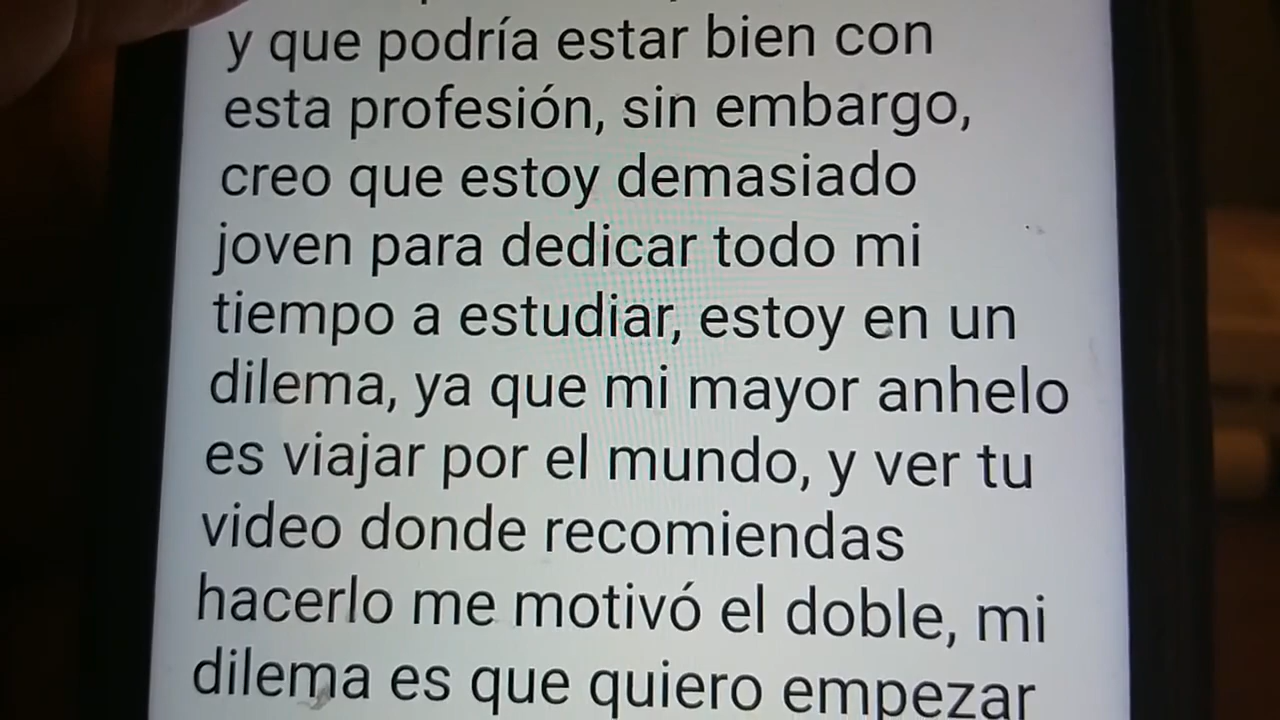 y que podría estar bien con
esta profesión, sin embargo,
creo que estoy demasiado
joven para dedicar todo mi
tiempo a estudiar, estoy en un
dilema, ya que mi mayor anhelo
es viajar por el mundo, y ver tu
video donde recomiendas
hacerlo me motivó el doble, mi
dilema es que quiero empezar